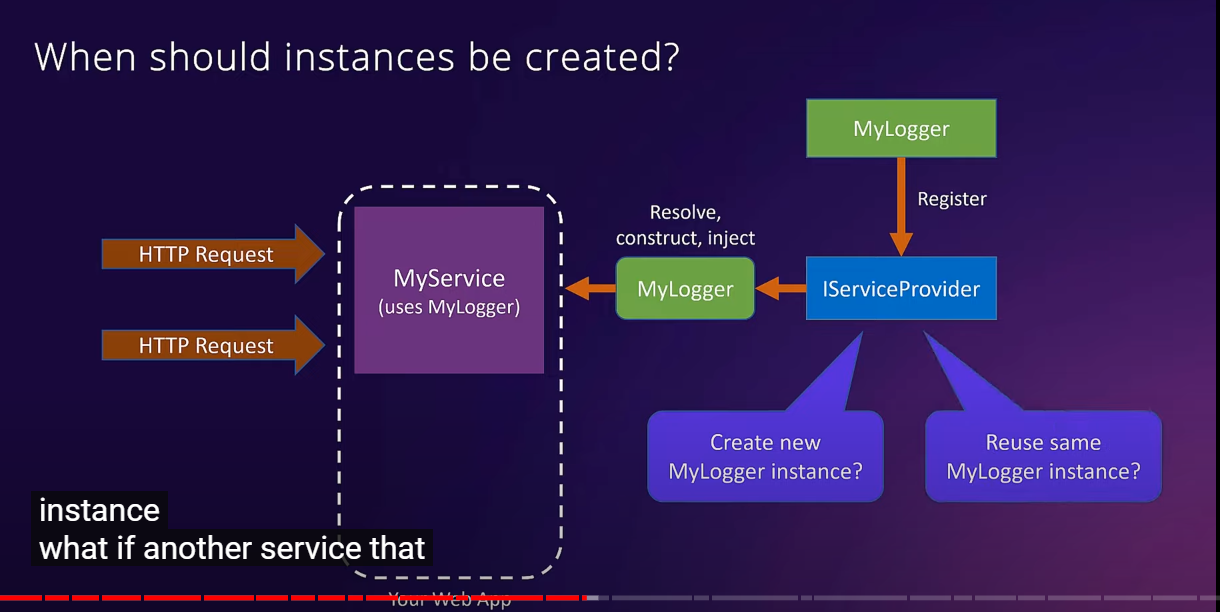 When should instances be created?
MyLogger
Register
Resolve,
construct, inject
HTTP Request
MyService
(uses MyLogger)
MyLogger
IServiceProvider
HTTP Request
Create new
MyLogger instance?
Reuse same
MyLogger instance?
instance
what if another service that
Your Web App